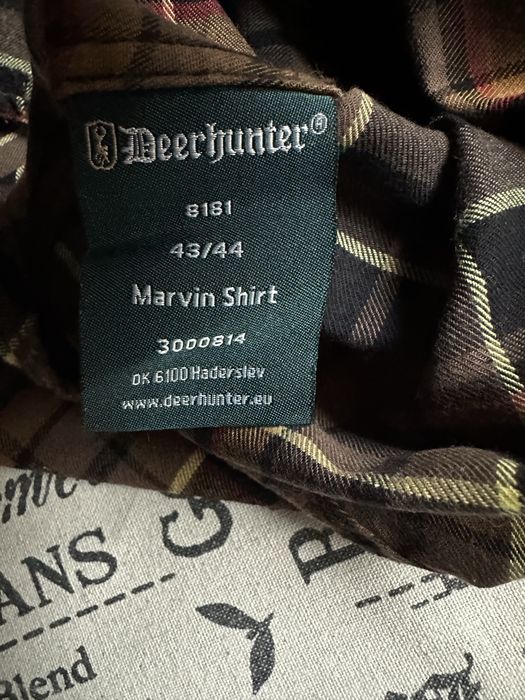 Deerhunter®
8181
43/44
Marvin Shirt
3000814
DK 6100 Haderslev
www.deerhunter.eu
ANS
Blend